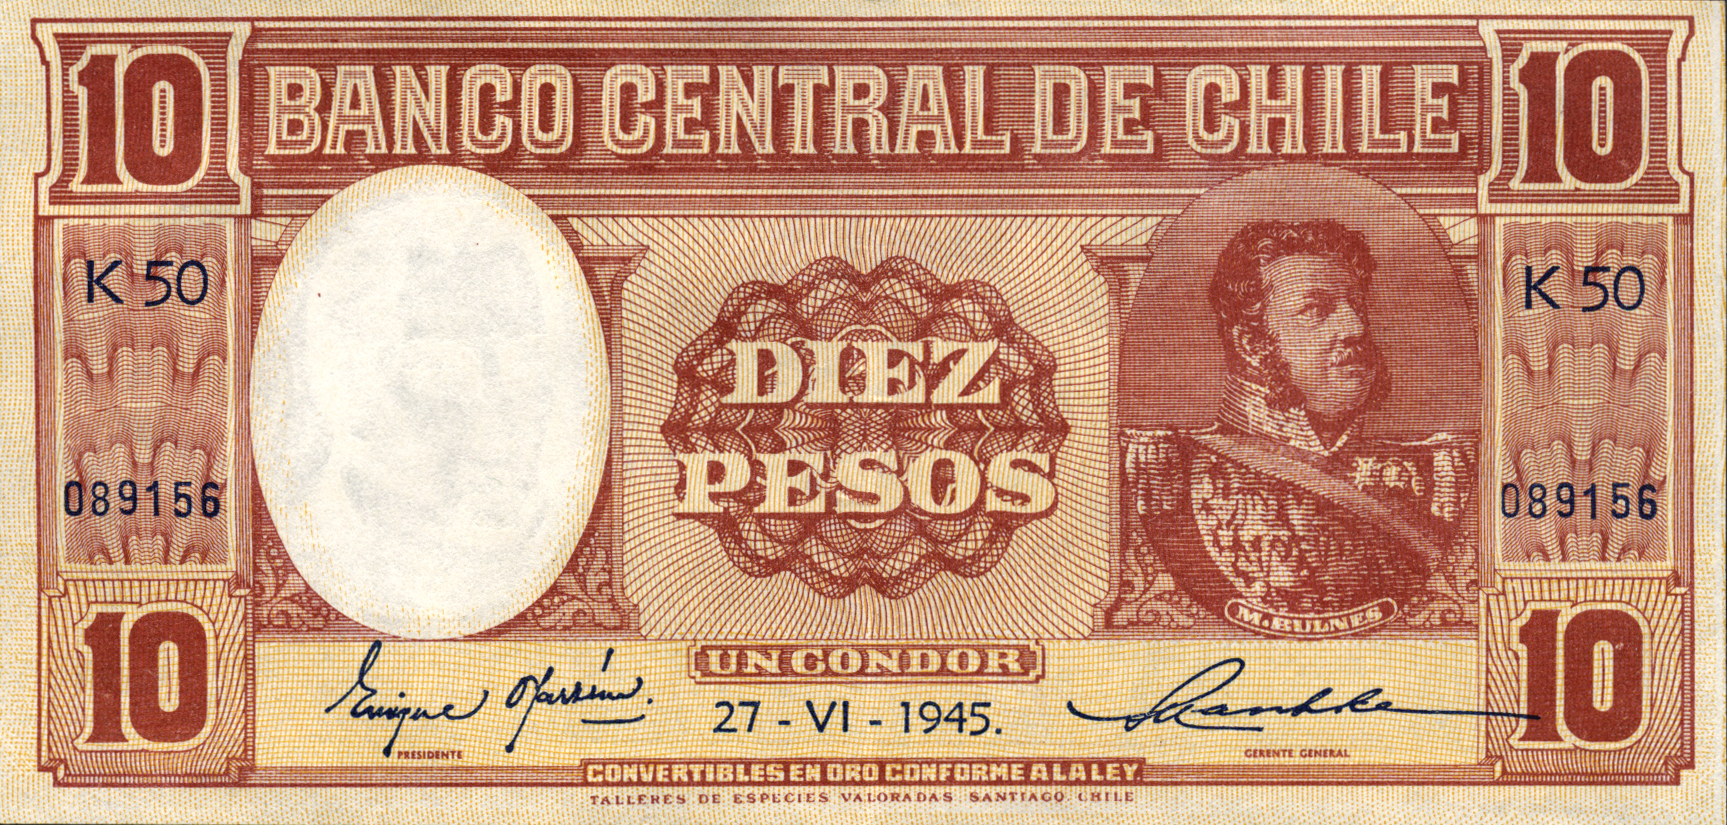 10 BANCO CENTRAL DE CHILE 10
K 50 K 50
DIEZ
PESOS
089156 089156
M. BULNES
10 UN CONDOR 10
27 - VI - 1945.
PRESIDENTE GERENTE GENERAL
CONVERTIBLES EN ORO CONFORME A LA LEY.
TALLERES DE ESPECIES VALORADAS. SANTIAGO. CHILE